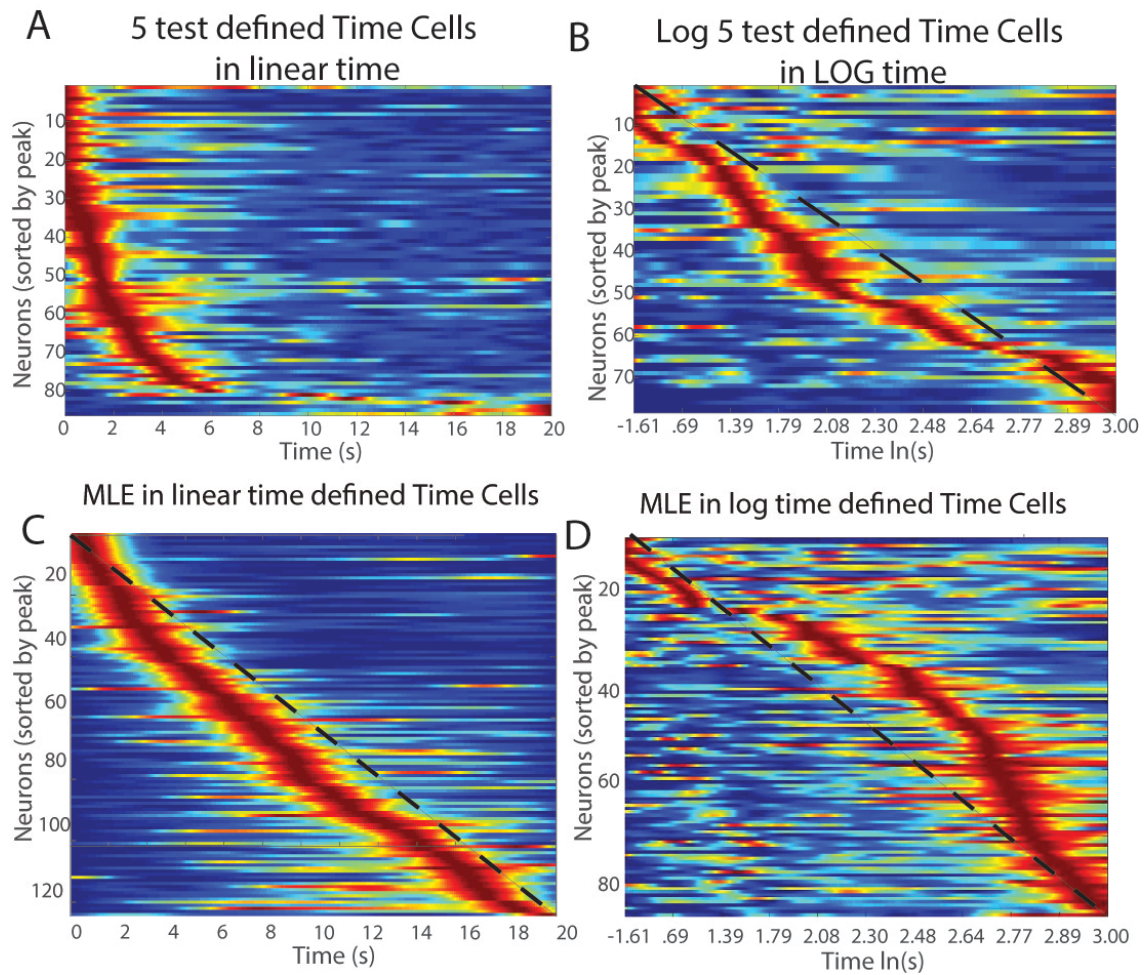 A
5 test defined Time Cells
in linear time
Neurons (sorted by peak)
10
20
30
40
50
60
70
80
0 2 4 6 8 10 12 14 16 18 20
Time (s)
B
Log 5 test defined Time Cells
in LOG time
Neurons (sorted by peak)
10
20
30
40
50
60
70
-1.61 .69 1.39 1.79 2.08 2.30 2.48 2.64 2.77 2.89 3.00
Time ln(s)
C
MLE in linear time defined Time Cells
Neurons (sorted by peak)
20
40
60
80
100
120
0 2 4 6 8 10 12 14 16 18 20
Time (s)
D
MLE in log time defined Time Cells
Neurons (sorted by peak)
20
40
60
80
-1.61 .69 1.39 1.79 2.08 2.30 2.48 2.64 2.77 2.89 3.00
Time ln(s)